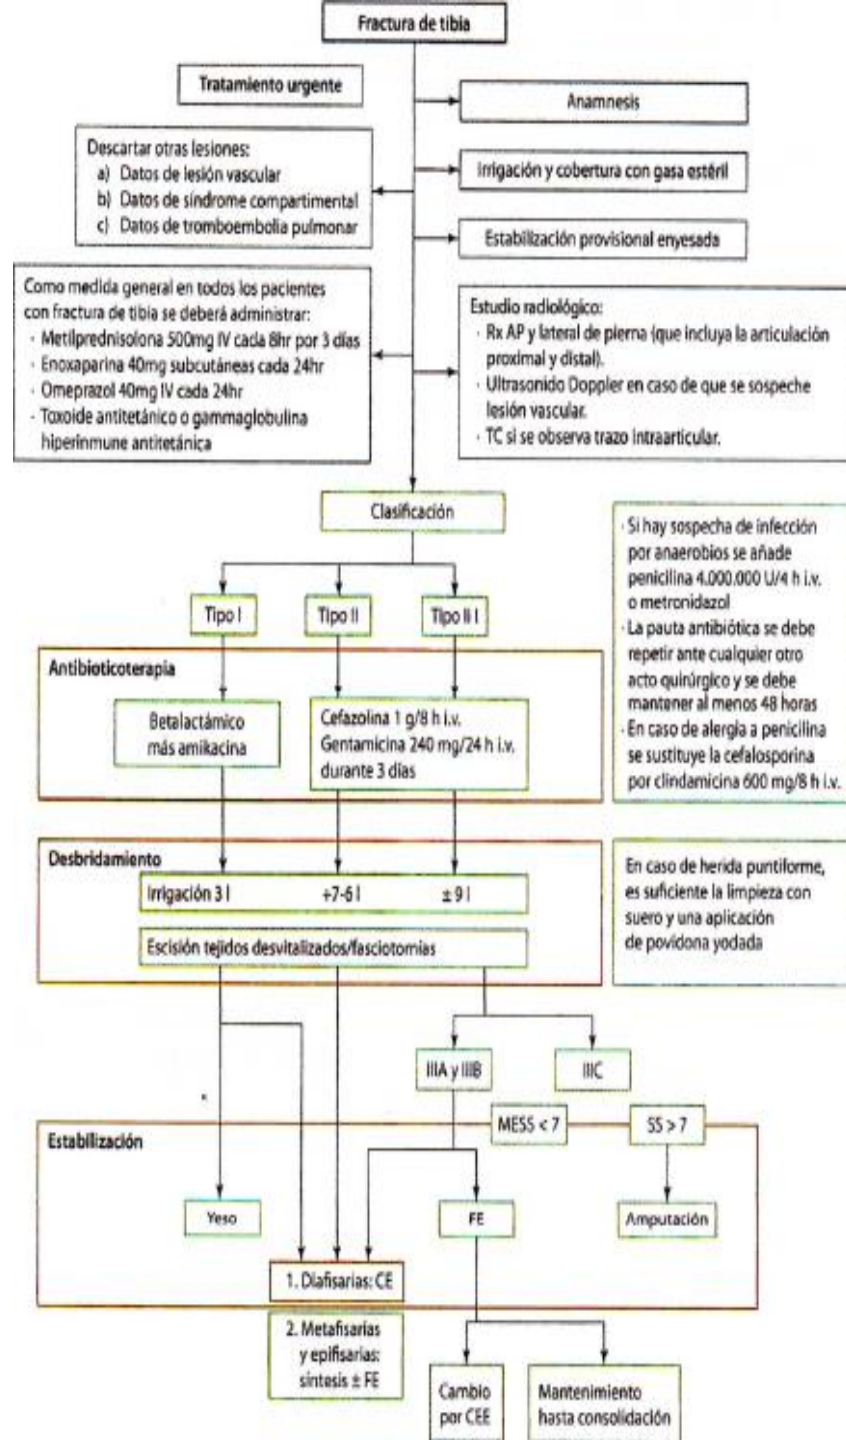 Fractura de tibia
Tratamiento urgente
Anamnesis
Descartar otras lesiones:
a) Datos de lesión vascular
b) Datos de síndrome compartimental
c) Datos de tromboembolia pulmonar
Irrigación y cobertura con gasa estéril
Estabilización provisional enyesada
Como medida general en todos los pacientes
con fractura de tibia se deberá administrar:
· Metilprednisolona 500mg IV cada 8hr por 3 días
· Enoxaparina 40mg subcutáneas cada 24hr
· Omeprazol 40mg IV cada 24hr
· Toxoide antitetánico o gammaglobulina
hiperinmune antitetánica
Estudio radiológico:
· Rx AP y lateral de pierna (que incluya la articulación
proximal y distal).
· Ultrasonido Doppler en caso de que se sospeche
lesión vascular.
· TC si se observa trazo intraarticular.
Clasificación
Tipo I
Tipo II
Tipo II I
· Si hay sospecha de infección
por anaerobios se añade
penicilina 4.000.000 U/4 h i.v.
o metronidazol
· La pauta antibiótica se debe
repetir ante cualquier otro
acto quirúrgico y se debe
mantener al menos 48 horas
· En caso de alergia a penicilina
se sustituye la cefalosporina
por clindamicina 600 mg/8 h i.v.
Antibioticoterapia
Betalactámico
más amikacina
Cefazolina 1 g/8 h i.v.
Gentamicina 240 mg/24 h i.v.
durante 3 días
Desbridamiento
Irrigación 3 l +7-6 l ± 9 l
Escisión tejidos desvitalizados/fasciotomías
En caso de herida puntiforme,
es suficiente la limpieza con
suero y una aplicación
de povidona yodada
IIIA y IIIB
IIIC
MESS < 7
SS > 7
Estabilización
Yeso
FE
Amputación
1. Diafisarias: CE
2. Metafisarias
y epifisarias:
síntesis ± FE
Cambio
por CEE
Mantenimiento
hasta consolidación